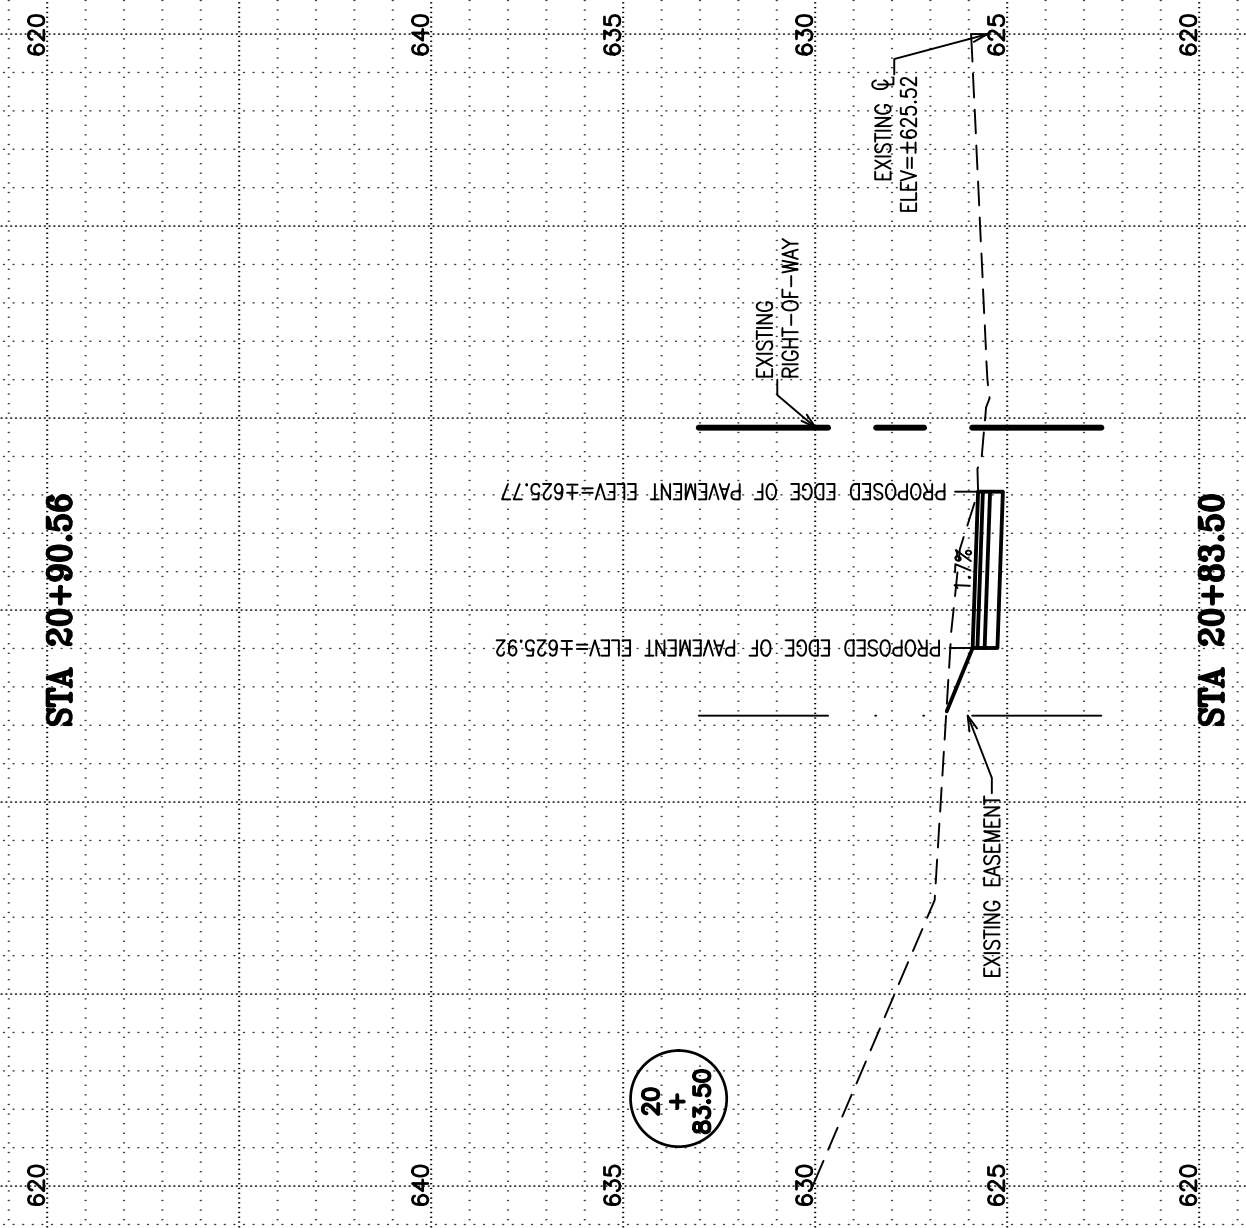 620
620
STA 20+90.56
640
640
635
635
630
630
625
625
620
620
EXISTING ℄
ELEV=±625.52
EXISTING
RIGHT-OF-WAY
PROPOSED EDGE OF PAVEMENT ELEV=±625.77
1.7%
PROPOSED EDGE OF PAVEMENT ELEV=±625.92
EXISTING EASEMENT
20
+
83.50
STA 20+83.50